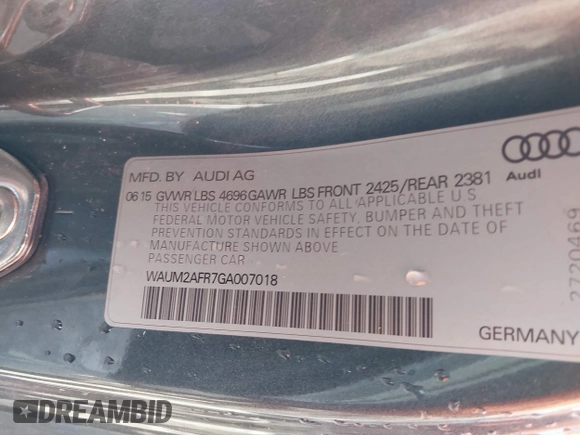 MFD. BY AUDI AG
06 15 GVWR LBS 4696 GAWR LBS FRONT 2425/REAR 2381
THIS VEHICLE CONFORMS TO ALL APPLICABLE U.S
FEDERAL MOTOR VEHICLE SAFETY, BUMPER AND THEFT
PREVENTION STANDARDS IN EFFECT ON THE DATE OF
MANUFACTURE SHOWN ABOVE
PASSENGER CAR
WAUM2AFR7GA007018
Audi
2720469
GERMANY
DREAMBID